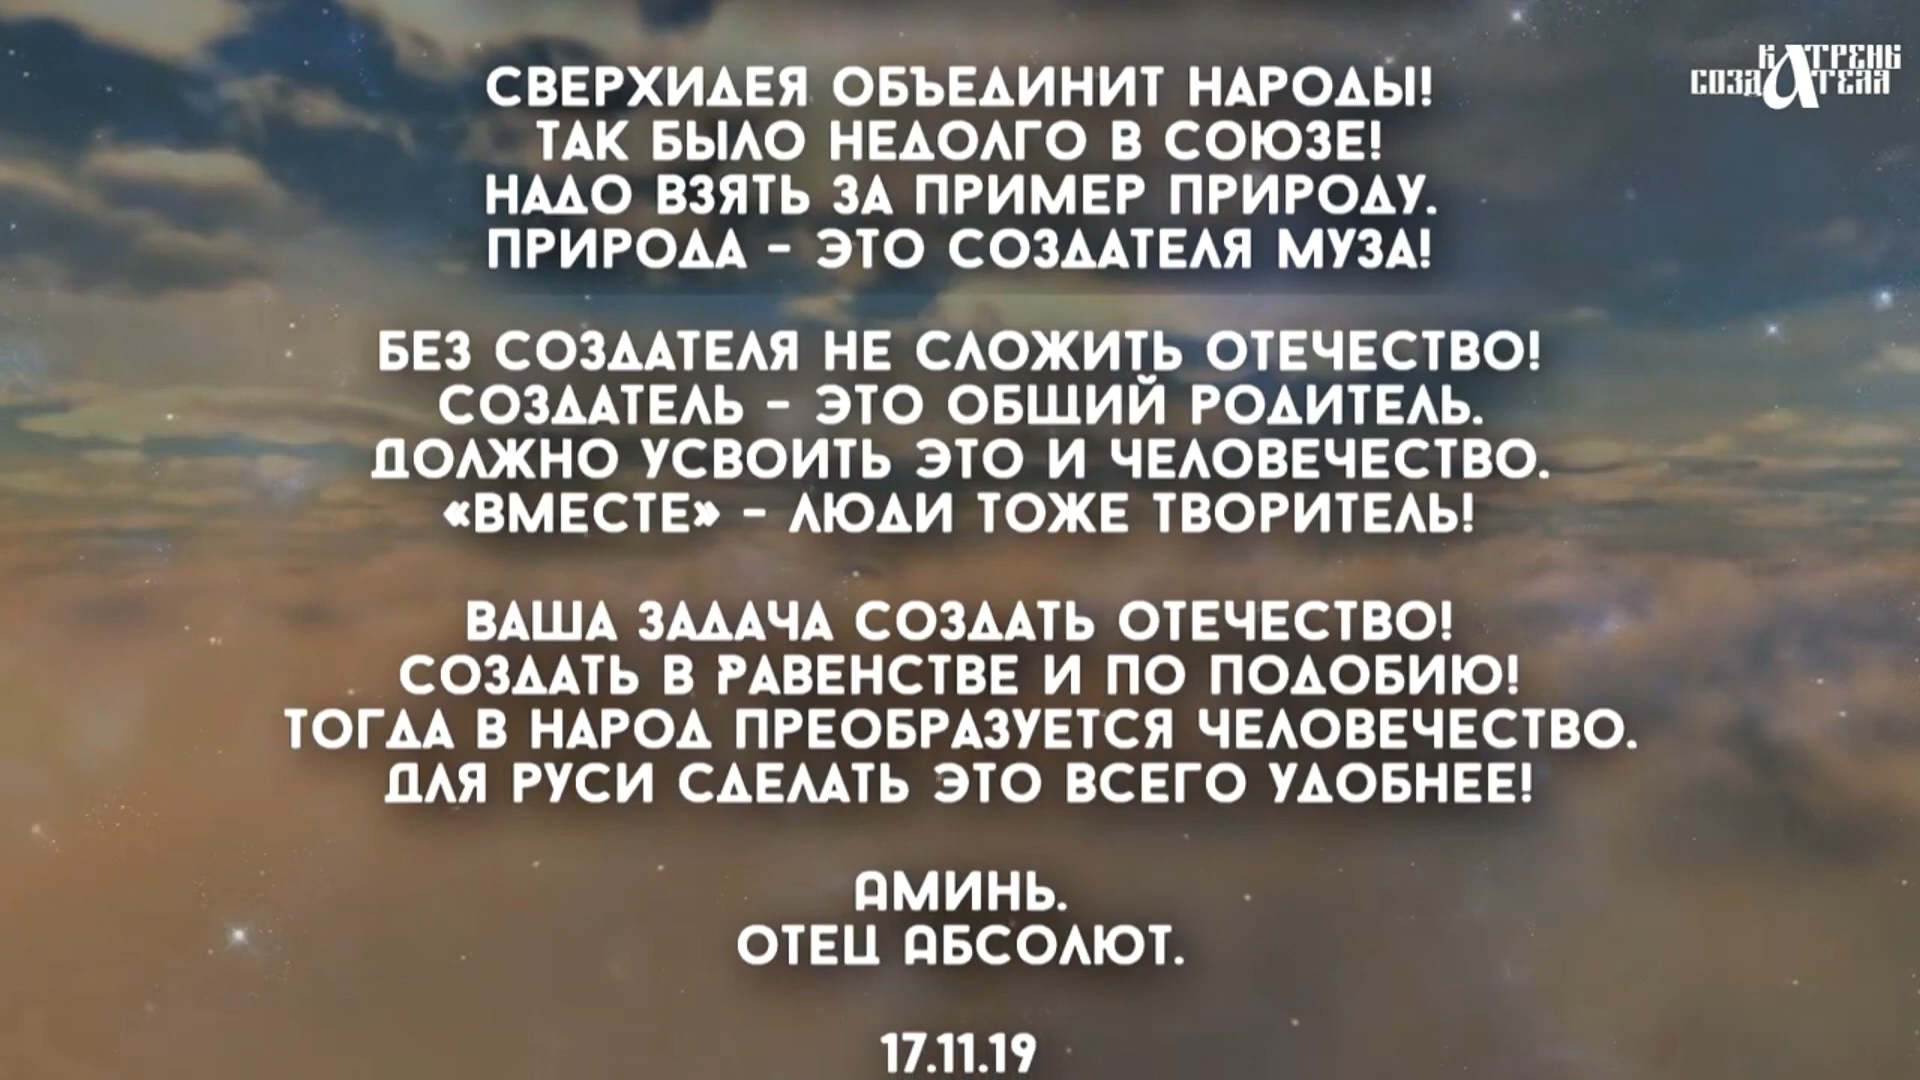 КАТРЕНЫ
СОЗДАТЕЛЯ
СВЕРХИДЕЯ ОБЪЕДИНИТ НАРОДЫ!
ТАК БЫЛО НЕДОЛГО В СОЮЗЕ!
НАДО ВЗЯТЬ ЗА ПРИМЕР ПРИРОДУ.
ПРИРОДА – ЭТО СОЗДАТЕЛЯ МУЗА!
БЕЗ СОЗДАТЕЛЯ НЕ СЛОЖИТЬ ОТЕЧЕСТВО!
СОЗДАТЕЛЬ – ЭТО ОБЩИЙ РОДИТЕЛЬ.
ДОЛЖНО УСВОИТЬ ЭТО И ЧЕЛОВЕЧЕСТВО.
«ВМЕСТЕ» – ЛЮДИ ТОЖЕ ТВОРИТЕЛЬ!
ВАША ЗАДАЧА СОЗДАТЬ ОТЕЧЕСТВО!
СОЗДАТЬ В РАВЕНСТВЕ И ПО ПОДОБИЮ!
ТОГДА В НАРОД ПРЕОБРАЗУЕТСЯ ЧЕЛОВЕЧЕСТВО.
ДЛЯ РУСИ СДЕЛАТЬ ЭТО ВСЕГО УДОБНЕЕ!
АМИНЬ.
ОТЕЦ АБСОЛЮТ.
17.11.19